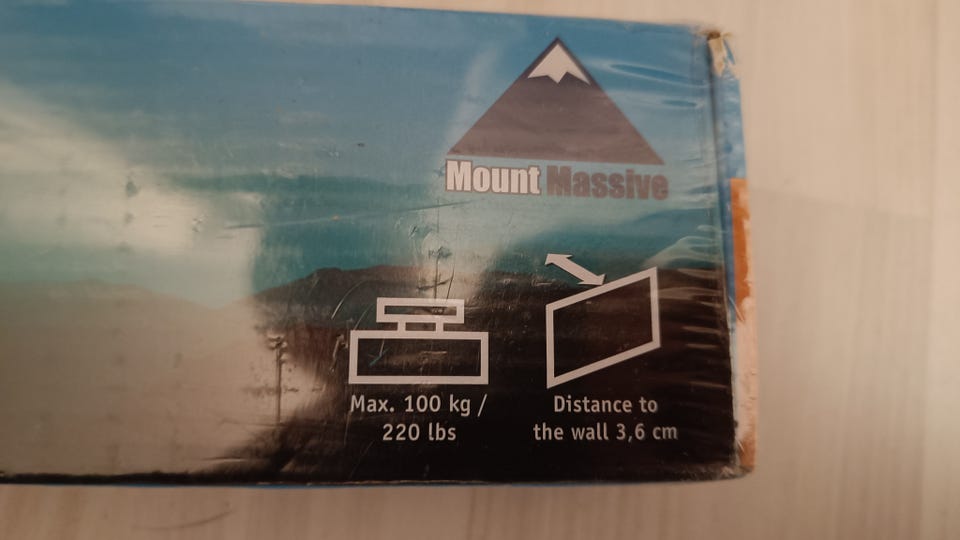 Mount Massive
Max. 100 kg /
220 lbs
Distance to
the wall 3,6 cm